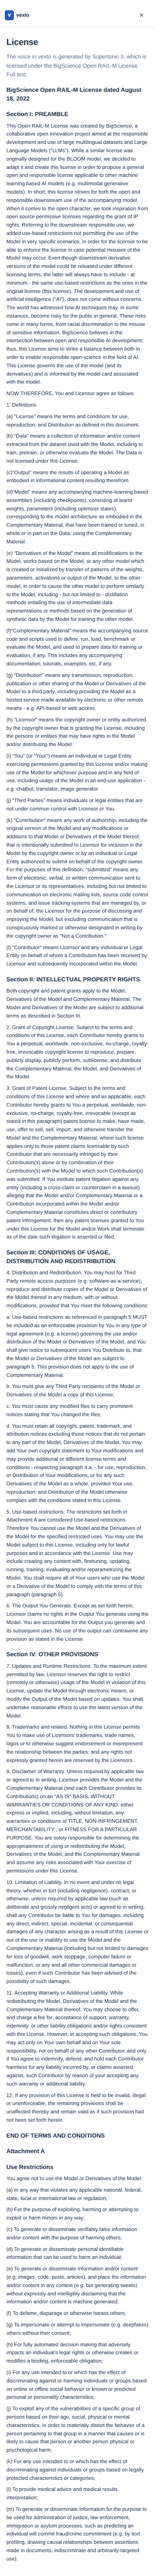 V vexto ×
License
The voice in vexto is generated by Supertonic 3, which is
licensed under the BigScience Open RAIL-M License.
Full text:
BigScience Open RAIL-M License dated August
18, 2022
Section I: PREAMBLE
This Open RAIL-M License was created by BigScience, a
collaborative open innovation project aimed at the responsible
development and use of large multilingual datasets and Large
Language Models ("LLMs"). While a similar license was
originally designed for the BLOOM model, we decided to
adapt it and create this license in order to propose a general
open and responsible license applicable to other machine
learning based AI models (e.g. multimodal generative
models). In short, this license strives for both the open and
responsible downstream use of the accompanying model.
When it comes to the open character, we took inspiration from
open source permissive licenses regarding the grant of IP
rights. Referring to the downstream responsible use, we
added use-based restrictions not permitting the use of the
Model in very specific scenarios, in order for the licensor to be
able to enforce the license in case potential misuses of the
Model may occur. Even though downstream derivative
versions of the model could be released under different
licensing terms, the latter will always have to include - at
minimum - the same use-based restrictions as the ones in the
original license (this license). The development and use of
artificial intelligence ("AI"), does not come without concerns.
The world has witnessed how AI techniques may, in some
instances, become risky for the public in general. These risks
come in many forms, from racial discrimination to the misuse
of sensitive information. BigScience believes in the
intersection between open and responsible AI development;
thus, this License aims to strike a balance between both in
order to enable responsible open-science in the field of AI.
This License governs the use of the model (and its
derivatives) and is informed by the model card associated
with the model.
NOW THEREFORE, You and Licensor agree as follows:
1. Definitions
(a) "License" means the terms and conditions for use,
reproduction, and Distribution as defined in this document.
(b) "Data" means a collection of information and/or content
extracted from the dataset used with the Model, including to
train, pretrain, or otherwise evaluate the Model. The Data is
not licensed under this License.
(c)"Output" means the results of operating a Model as
embodied in informational content resulting therefrom.
(d)"Model" means any accompanying machine-learning based
assemblies (including checkpoints), consisting of learnt
weights, parameters (including optimizer states),
corresponding to the model architecture as embodied in the
Complementary Material, that have been trained or tuned, in
whole or in part on the Data, using the Complementary
Material.
(e)"Derivatives of the Model" means all modifications to the
Model, works based on the Model, or any other model which
is created or initialized by transfer of patterns of the weights,
parameters, activations or output of the Model, to the other
model, in order to cause the other model to perform similarly
to the Model, including - but not limited to - distillation
methods entailing the use of intermediate data
representations or methods based on the generation of
synthetic data by the Model for training the other model.
(f)"Complementary Material" means the accompanying source
code and scripts used to define, run, load, benchmark or
evaluate the Model, and used to prepare data for training or
evaluation, if any. This includes any accompanying
documentation, tutorials, examples, etc, if any.
(g) "Distribution" means any transmission, reproduction,
publication or other sharing of the Model or Derivatives of the
Model to a third party, including providing the Model as a
hosted service made available by electronic or other remote
means - e.g. API-based or web access.
(h) "Licensor" means the copyright owner or entity authorized
by the copyright owner that is granting the License, including
the persons or entities that may have rights in the Model
and/or distributing the Model.
(i) "You" (or "Your") means an individual or Legal Entity
exercising permissions granted by this License and/or making
use of the Model for whichever purpose and in any field of
use, including usage of the Model in an end-use application -
e.g. chatbot, translator, image generator.
(j) "Third Parties" means individuals or legal entities that are
not under common control with Licensor or You.
(k) "Contribution" means any work of authorship, including the
original version of the Model and any modifications or
additions to that Model or Derivatives of the Model thereof,
that is intentionally submitted to Licensor for inclusion in the
Model by the copyright owner or by an individual or Legal
Entity authorized to submit on behalf of the copyright owner.
For the purposes of this definition, "submitted" means any
form of electronic, verbal, or written communication sent to
the Licensor or its representatives, including but not limited to
communication on electronic mailing lists, source code control
systems, and issue tracking systems that are managed by, or
on behalf of, the Licensor for the purpose of discussing and
improving the Model, but excluding communication that is
conspicuously marked or otherwise designated in writing by
the copyright owner as "Not a Contribution."
(l) "Contributor" means Licensor and any individual or Legal
Entity on behalf of whom a Contribution has been received by
Licensor and subsequently incorporated within the Model.
Section II: INTELLECTUAL PROPERTY RIGHTS
Both copyright and patent grants apply to the Model,
Derivatives of the Model and Complementary Material. The
Model and Derivatives of the Model are subject to additional
terms as described in Section III.
2. Grant of Copyright License. Subject to the terms and
conditions of this License, each Contributor hereby grants to
You a perpetual, worldwide, non-exclusive, no-charge, royalty-
free, irrevocable copyright license to reproduce, prepare,
publicly display, publicly perform, sublicense, and distribute
the Complementary Material, the Model, and Derivatives of
the Model.
3. Grant of Patent License. Subject to the terms and
conditions of this License and where and as applicable, each
Contributor hereby grants to You a perpetual, worldwide, non-
exclusive, no-charge, royalty-free, irrevocable (except as
stated in this paragraph) patent license to make, have made,
use, offer to sell, sell, import, and otherwise transfer the
Model and the Complementary Material, where such license
applies only to those patent claims licensable by such
Contributor that are necessarily infringed by their
Contribution(s) alone or by combination of their
Contribution(s) with the Model to which such Contribution(s)
was submitted. If You institute patent litigation against any
entity (including a cross-claim or counterclaim in a lawsuit)
alleging that the Model and/or Complementary Material or a
Contribution incorporated within the Model and/or
Complementary Material constitutes direct or contributory
patent infringement, then any patent licenses granted to You
under this License for the Model and/or Work shall terminate
as of the date such litigation is asserted or filed.
Section III: CONDITIONS OF USAGE,
DISTRIBUTION AND REDISTRIBUTION
4. Distribution and Redistribution. You may host for Third
Party remote access purposes (e.g. software-as-a-service),
reproduce and distribute copies of the Model or Derivatives of
the Model thereof in any medium, with or without
modifications, provided that You meet the following conditions:
a. Use-based restrictions as referenced in paragraph 5 MUST
be included as an enforceable provision by You in any type of
legal agreement (e.g. a license) governing the use and/or
distribution of the Model or Derivatives of the Model, and You
shall give notice to subsequent users You Distribute to, that
the Model or Derivatives of the Model are subject to
paragraph 5. This provision does not apply to the use of
Complementary Material.
b. You must give any Third Party recipients of the Model or
Derivatives of the Model a copy of this License;
c. You must cause any modified files to carry prominent
notices stating that You changed the files;
d. You must retain all copyright, patent, trademark, and
attribution notices excluding those notices that do not pertain
to any part of the Model, Derivatives of the Model. You may
add Your own copyright statement to Your modifications and
may provide additional or different license terms and
conditions - respecting paragraph 4.a. - for use, reproduction,
or Distribution of Your modifications, or for any such
Derivatives of the Model as a whole, provided Your use,
reproduction, and Distribution of the Model otherwise
complies with the conditions stated in this License.
5. Use-based restrictions. The restrictions set forth in
Attachment A are considered Use-based restrictions.
Therefore You cannot use the Model and the Derivatives of
the Model for the specified restricted uses. You may use the
Model subject to this License, including only for lawful
purposes and in accordance with the License. Use may
include creating any content with, finetuning, updating,
running, training, evaluating and/or reparametrizing the
Model. You shall require all of Your users who use the Model
or a Derivative of the Model to comply with the terms of this
paragraph (paragraph 5).
6. The Output You Generate. Except as set forth herein,
Licensor claims no rights in the Output You generate using the
Model. You are accountable for the Output you generate and
its subsequent uses. No use of the output can contravene any
provision as stated in the License.
Section IV: OTHER PROVISIONS
7. Updates and Runtime Restrictions. To the maximum extent
permitted by law, Licensor reserves the right to restrict
(remotely or otherwise) usage of the Model in violation of this
License, update the Model through electronic means, or
modify the Output of the Model based on updates. You shall
undertake reasonable efforts to use the latest version of the
Model.
8. Trademarks and related. Nothing in this License permits
You to make use of Licensors' trademarks, trade names,
logos or to otherwise suggest endorsement or misrepresent
the relationship between the parties; and any rights not
expressly granted herein are reserved by the Licensors.
9. Disclaimer of Warranty. Unless required by applicable law
or agreed to in writing, Licensor provides the Model and the
Complementary Material (and each Contributor provides its
Contributions) on an "AS IS" BASIS, WITHOUT
WARRANTIES OR CONDITIONS OF ANY KIND, either
express or implied, including, without limitation, any
warranties or conditions of TITLE, NON-INFRINGEMENT,
MERCHANTABILITY , or FITNESS FOR A PARTICULAR
PURPOSE. You are solely responsible for determining the
appropriateness of using or redistributing the Model,
Derivatives of the Model, and the Complementary Material
and assume any risks associated with Your exercise of
permissions under this License.
10. Limitation of Liability. In no event and under no legal
theory, whether in tort (including negligence), contract, or
otherwise, unless required by applicable law (such as
deliberate and grossly negligent acts) or agreed to in writing,
shall any Contributor be liable to You for damages, including
any direct, indirect, special, incidental, or consequential
damages of any character arising as a result of this License or
out of the use or inability to use the Model and the
Complementary Material (including but not limited to damages
for loss of goodwill, work stoppage, computer failure or
malfunction, or any and all other commercial damages or
losses), even if such Contributor has been advised of the
possibility of such damages.
11. Accepting Warranty or Additional Liability. While
redistributing the Model, Derivatives of the Model and the
Complementary Material thereof, You may choose to offer,
and charge a fee for, acceptance of support, warranty,
indemnity, or other liability obligations and/or rights consistent
with this License. However, in accepting such obligations, You
may act only on Your own behalf and on Your sole
responsibility, not on behalf of any other Contributor, and only
if You agree to indemnify, defend, and hold each Contributor
harmless for any liability incurred by, or claims asserted
against, such Contributor by reason of your accepting any
such warranty or additional liability.
12. If any provision of this License is held to be invalid, illegal
or unenforceable, the remaining provisions shall be
unaffected thereby and remain valid as if such provision had
not been set forth herein.
END OF TERMS AND CONDITIONS
Attachment A
Use Restrictions
You agree not to use the Model or Derivatives of the Model:
(a) In any way that violates any applicable national, federal,
state, local or international law or regulation;
(b) For the purpose of exploiting, harming or attempting to
exploit or harm minors in any way;
(c) To generate or disseminate verifiably false information
and/or content with the purpose of harming others;
(d) To generate or disseminate personal identifiable
information that can be used to harm an individual;
(e) To generate or disseminate information and/or content
(e.g. images, code, posts, articles), and place the information
and/or content in any context (e.g. bot generating tweets)
without expressly and intelligibly disclaiming that the
information and/or content is machine generated;
(f) To defame, disparage or otherwise harass others;
(g) To impersonate or attempt to impersonate (e.g. deepfakes)
others without their consent;
(h) For fully automated decision making that adversely
impacts an individual's legal rights or otherwise creates or
modifies a binding, enforceable obligation;
(i) For any use intended to or which has the effect of
discriminating against or harming individuals or groups based
on online or offline social behavior or known or predicted
personal or personality characteristics;
(j) To exploit any of the vulnerabilities of a specific group of
persons based on their age, social, physical or mental
characteristics, in order to materially distort the behavior of a
person pertaining to that group in a manner that causes or is
likely to cause that person or another person physical or
psychological harm;
(k) For any use intended to or which has the effect of
discriminating against individuals or groups based on legally
protected characteristics or categories;
(l) To provide medical advice and medical results
interpretation;
(m) To generate or disseminate information for the purpose to
be used for administration of justice, law enforcement,
immigration or asylum processes, such as predicting an
individual will commit fraud/crime commitment (e.g. by text
profiling, drawing causal relationships between assertions
made in documents, indiscriminate and arbitrarily-targeted
use).